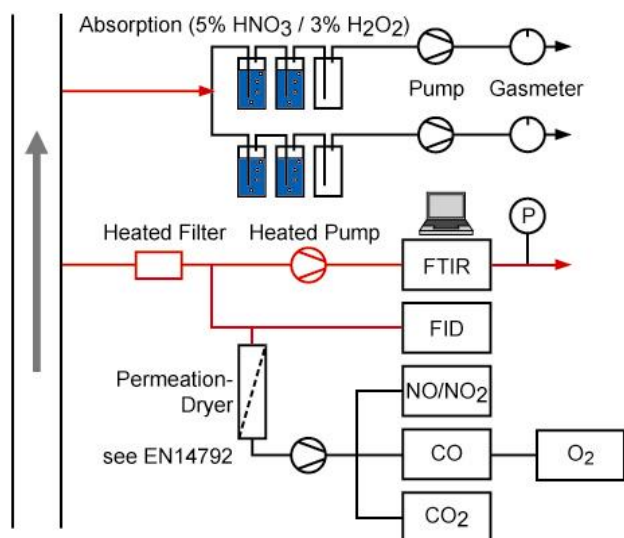 Absorption (5% HNO3 / 3% H2O2)
Pump
Gasmeter
Heated Filter
Heated Pump
P
FTIR
FID
Permeation-
Dryer
NO/NO2
see EN14792
CO
O2
CO2